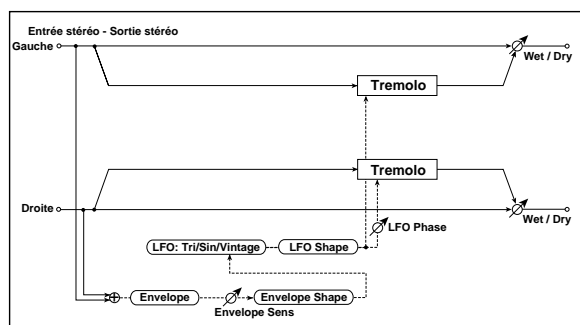 Entrée stéréo - Sortie stéréo
Gauche
Wet / Dry
Tremolo
Tremolo
Droite
Wet / Dry
LFO Phase
LFO: Tri/Sin/Vintage
LFO Shape
Envelope
Envelope Sens
Envelope Shape